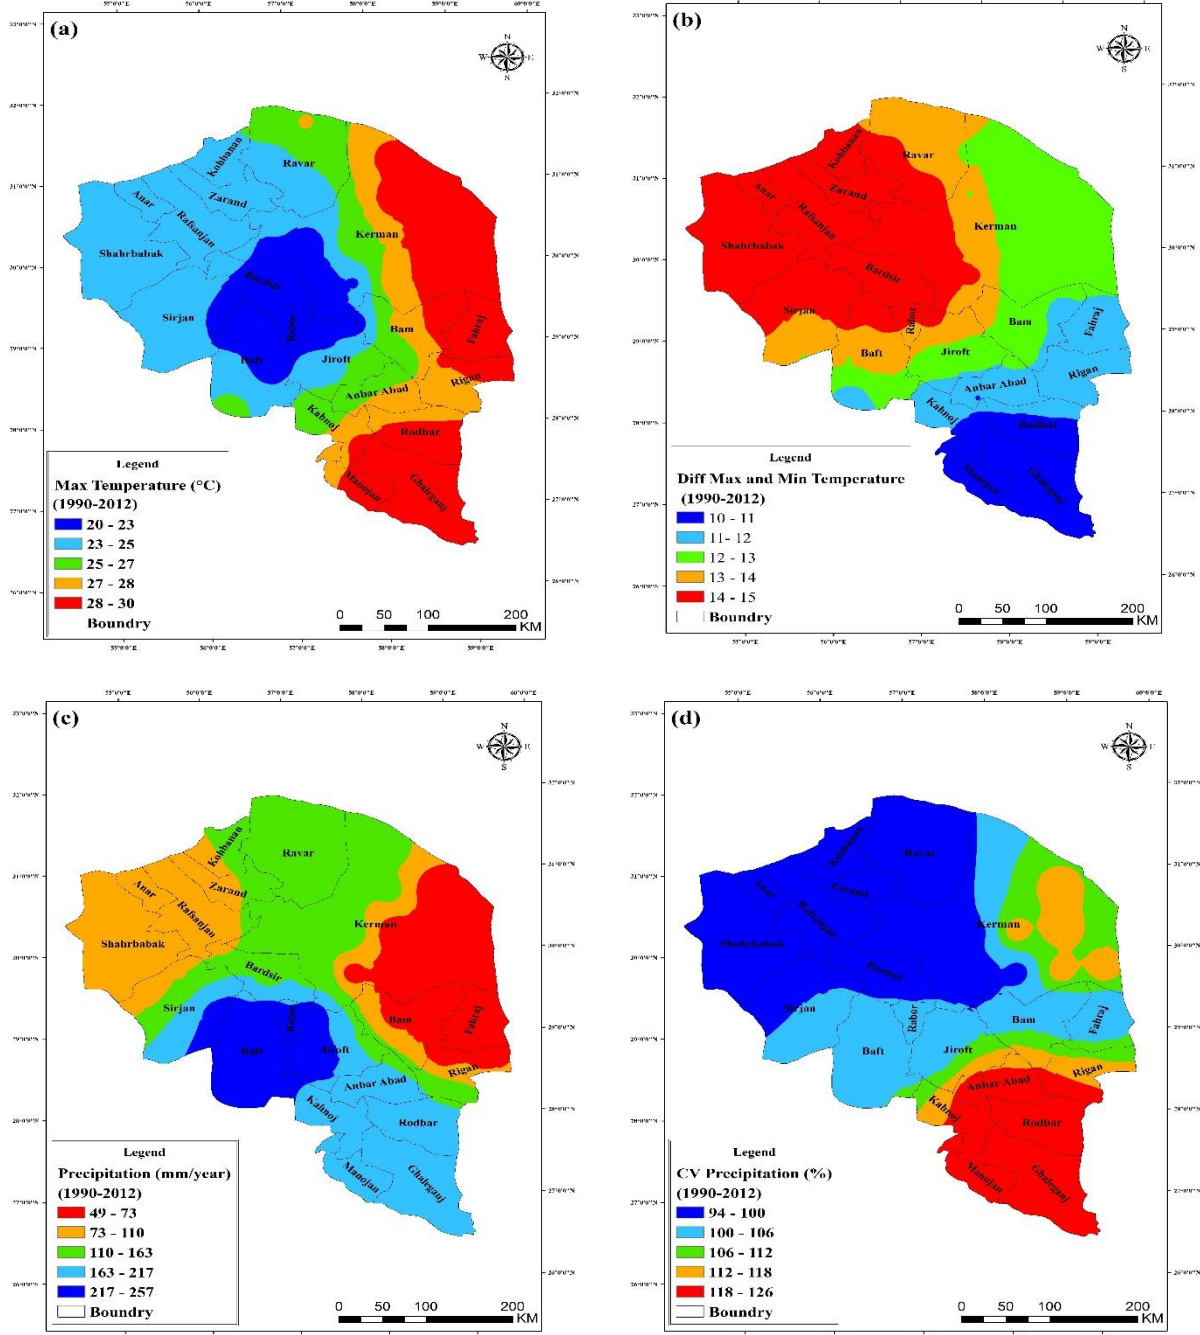 (a)
N
W E
S
Kohbanan
Ravar
Anar
Zarand
Rafsanjan
Kerman
Shahrbabak
Bardsir
Sirjan
Bam
Fahraj
Baft
Jiroft
Rigan
Anbar Abad
Kahnoj
Rodbar
Manojan
Ghaleganj
Legend
Max Temperature (°C)
(1990-2012)
20 - 23
23 - 25
25 - 27
27 - 28
28 - 30
Boundry
0 50 100 200
KM
(b)
N
W E
S
Kohbanan
Ravar
Anar
Zarand
Rafsanjan
Kerman
Shahrbabak
Bardsir
Sirjan
Rabor
Bam
Fahraj
Baft
Jiroft
Rigan
Anbar Abad
Kahnoj
Rodbar
Manojan
Ghaleganj
Legend
Diff Max and Min Temperature
(1990-2012)
10 - 11
11 - 12
12 - 13
13 - 14
14 - 15
Boundry
0 50 100 200
KM
(c)
N
W E
S
Kohbanan
Ravar
Anar
Zarand
Rafsanjan
Kerman
Shahrbabak
Bardsir
Sirjan
Bam
Fahraj
Baft
Jiroft
Rigan
Anbar Abad
Kahnoj
Rodbar
Manojan
Ghaleganj
Legend
Precipitation (mm/year)
(1990-2012)
49 - 73
73 - 110
110 - 163
163 - 217
217 - 257
Boundry
0 50 100 200
KM
(d)
N
W E
S
Kohbanan
Ravar
Anar
Zarand
Rafsanjan
Kerman
Shahrbabak
Bardsir
Sirjan
Rabor
Bam
Fahraj
Baft
Jiroft
Rigan
Anbar Abad
Kahnoj
Rodbar
Manojan
Ghaleganj
Legend
CV Precipitation (%)
(1990-2012)
94 - 100
100 - 106
106 - 112
112 - 118
118 - 126
Boundry
0 50 100 200
KM